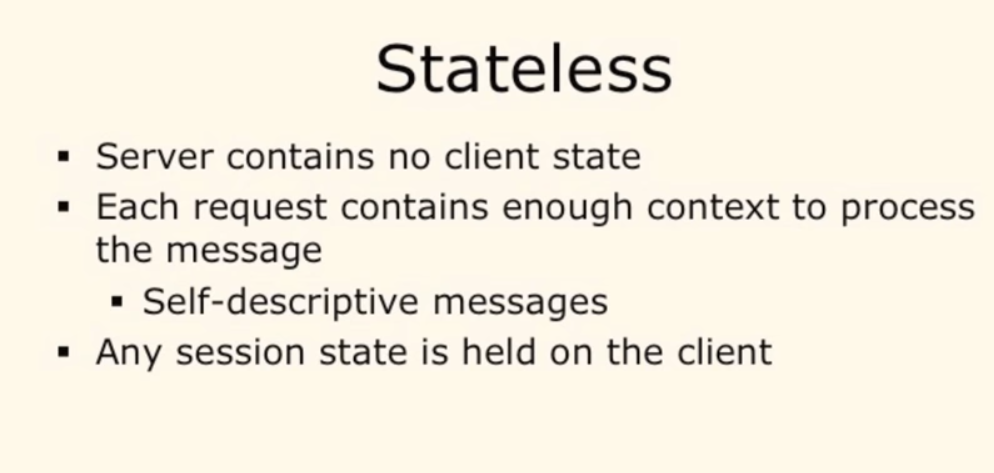 Stateless
▪ Server contains no client state
▪ Each request contains enough context to process
the message
▪ Self-descriptive messages
▪ Any session state is held on the client